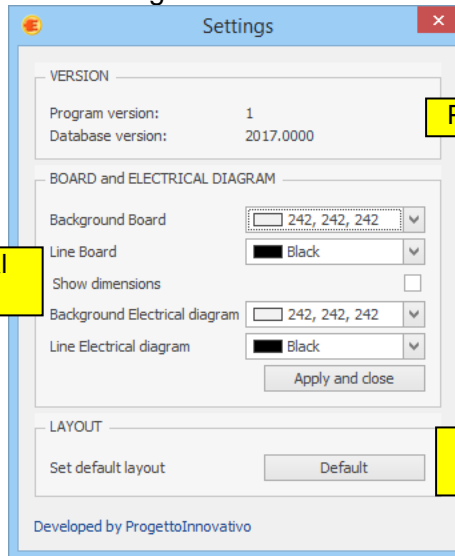 Settings
VERSION
Program version: 1
Database version: 2017.0000
BOARD and ELECTRICAL DIAGRAM
Background Board 242, 242, 242
Line Board Black
Show dimensions
Background Electrical diagram 242, 242, 242
Line Electrical diagram Black
Apply and close
LAYOUT
Set default layout Default
Developed by ProgettoInnovativo